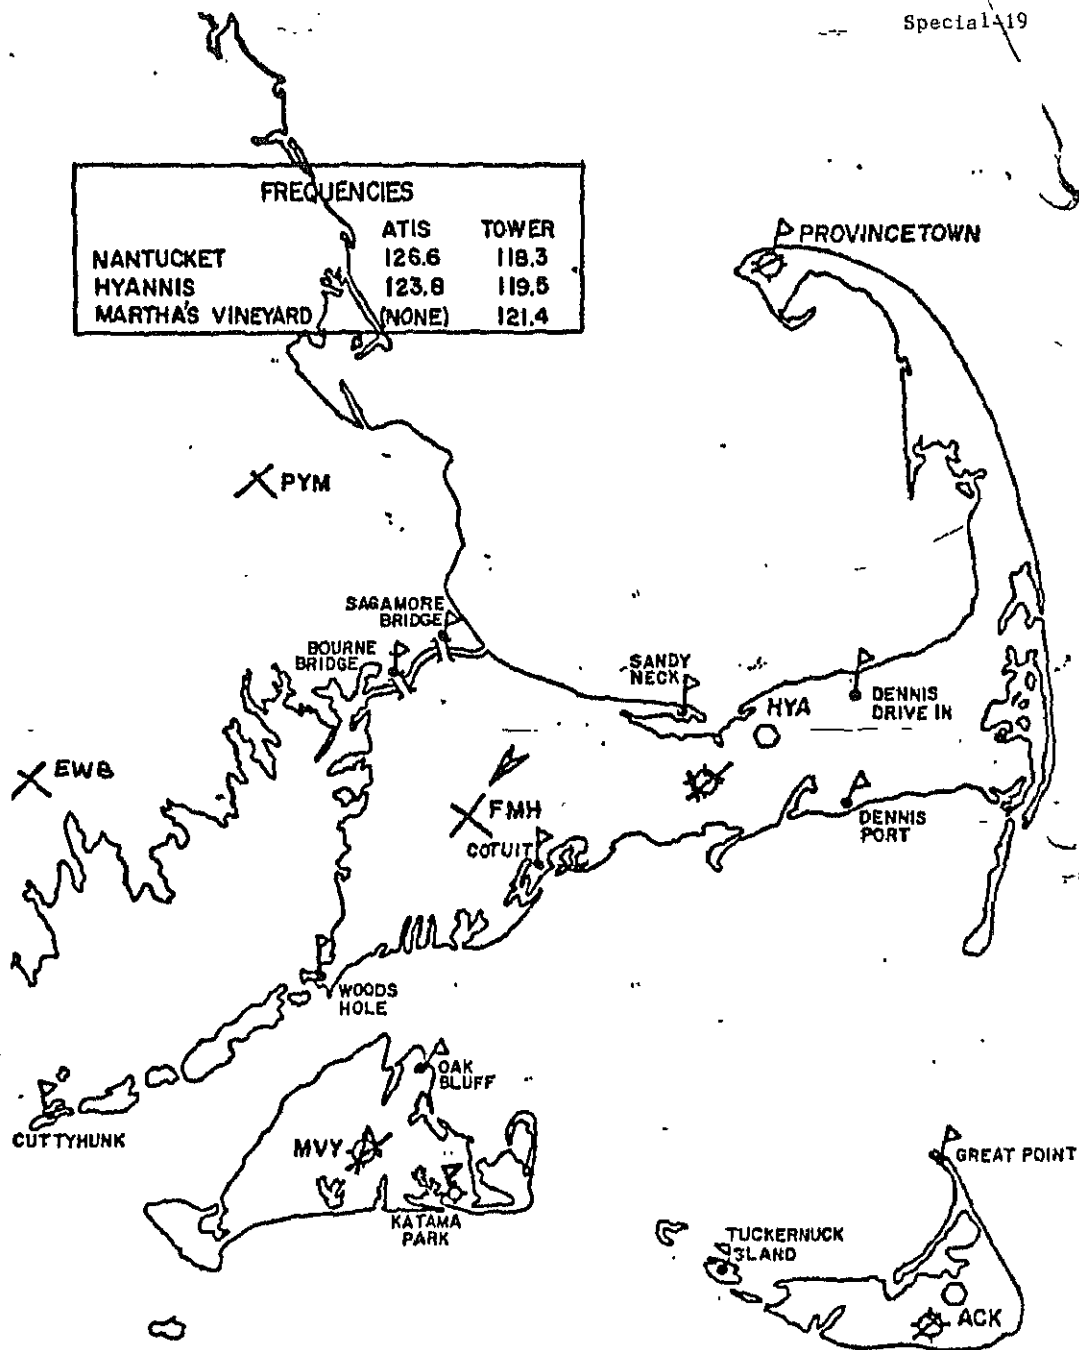 Special-19
FREQUENCIES
ATIS TOWER
NANTUCKET 126.6 118.3
HYANNIS 123.8 119.5
MARTHA'S VINEYARD (NONE) 121.4
PROVINCETOWN
PYM
SAGAMORE
BRIDGE
BOURNE
BRIDGE
SANDY
NECK
HYA
DENNIS
DRIVE IN
EWB
FMH
COTUIT
DENNIS
PORT
WOODS
HOLE
OAK
BLUFF
CUTTYHUNK
MVY
KATAMA
PARK
GREAT POINT
TUCKERNUCK
SLAND
ACK